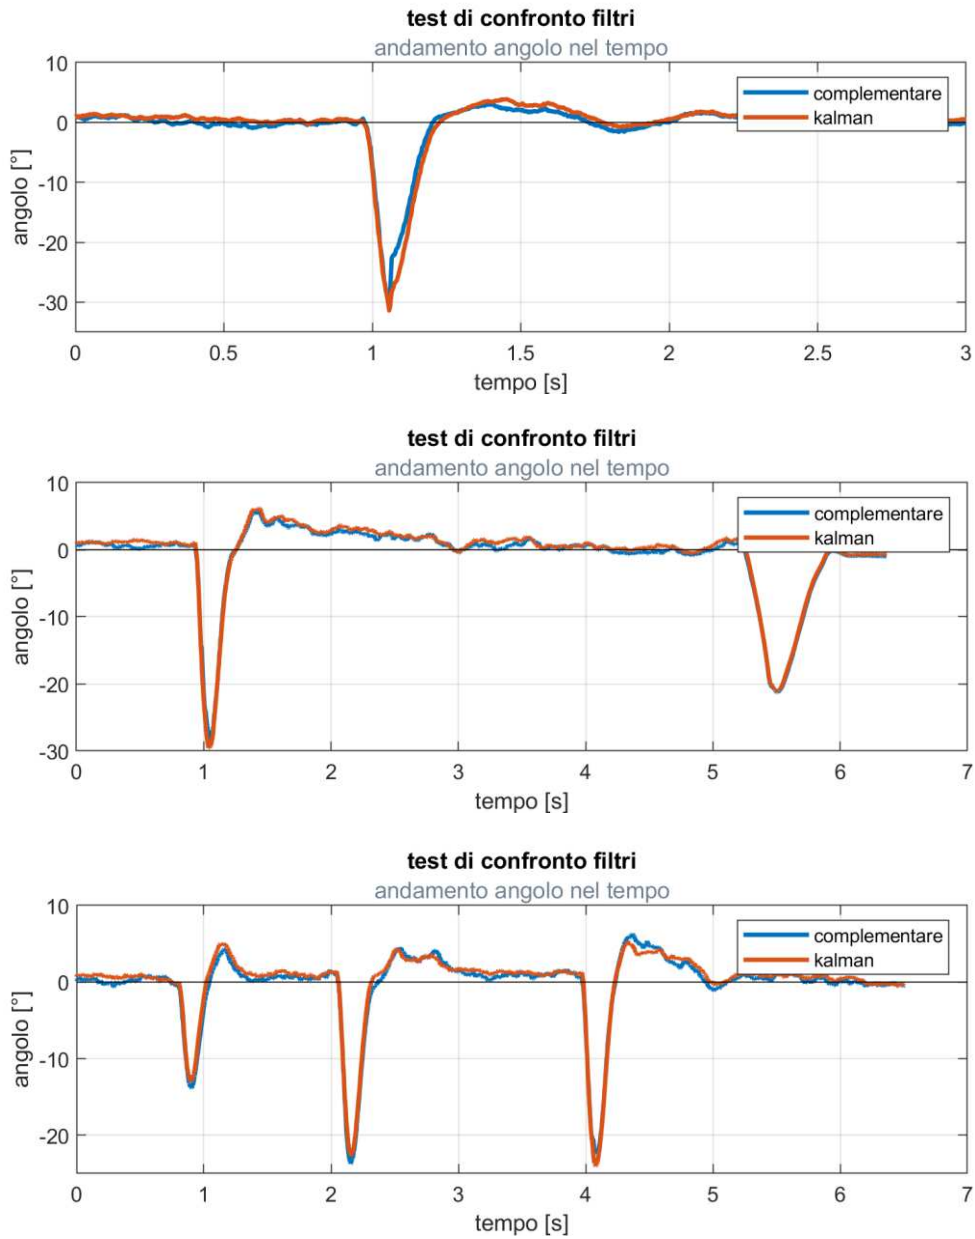 test di confronto filtri
andamento angolo nel tempo
10
0
-10
-20
-30
angolo [°]
complementare
kalman
0 0.5 1 1.5 2 2.5 3
tempo [s]
test di confronto filtri
andamento angolo nel tempo
10
0
-10
-20
-30
angolo [°]
complementare
kalman
0 1 2 3 4 5 6 7
tempo [s]
test di confronto filtri
andamento angolo nel tempo
10
0
-10
-20
angolo [°]
complementare
kalman
0 1 2 3 4 5 6 7
tempo [s]